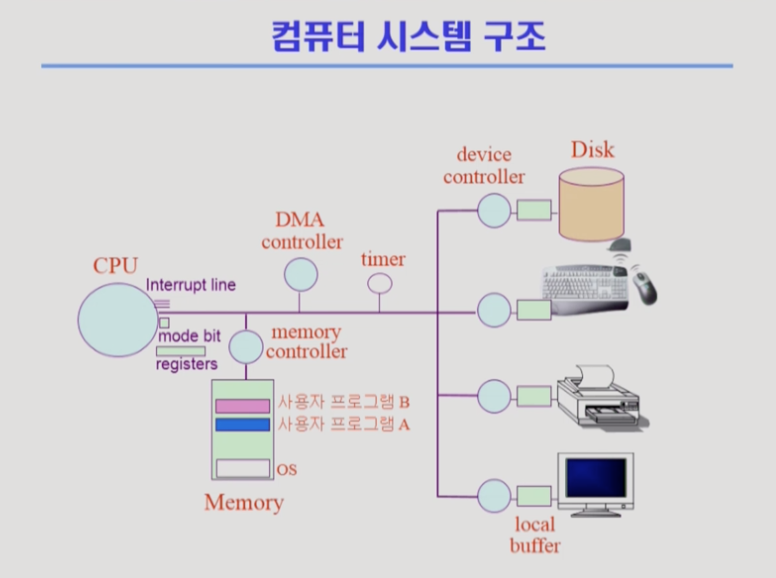 컴퓨터 시스템 구조
device
controller
Disk
DMA
controller
timer
CPU
Interrupt line
mode bit
registers
memory
controller
사용자 프로그램 B
사용자 프로그램 A
OS
Memory
local
buffer